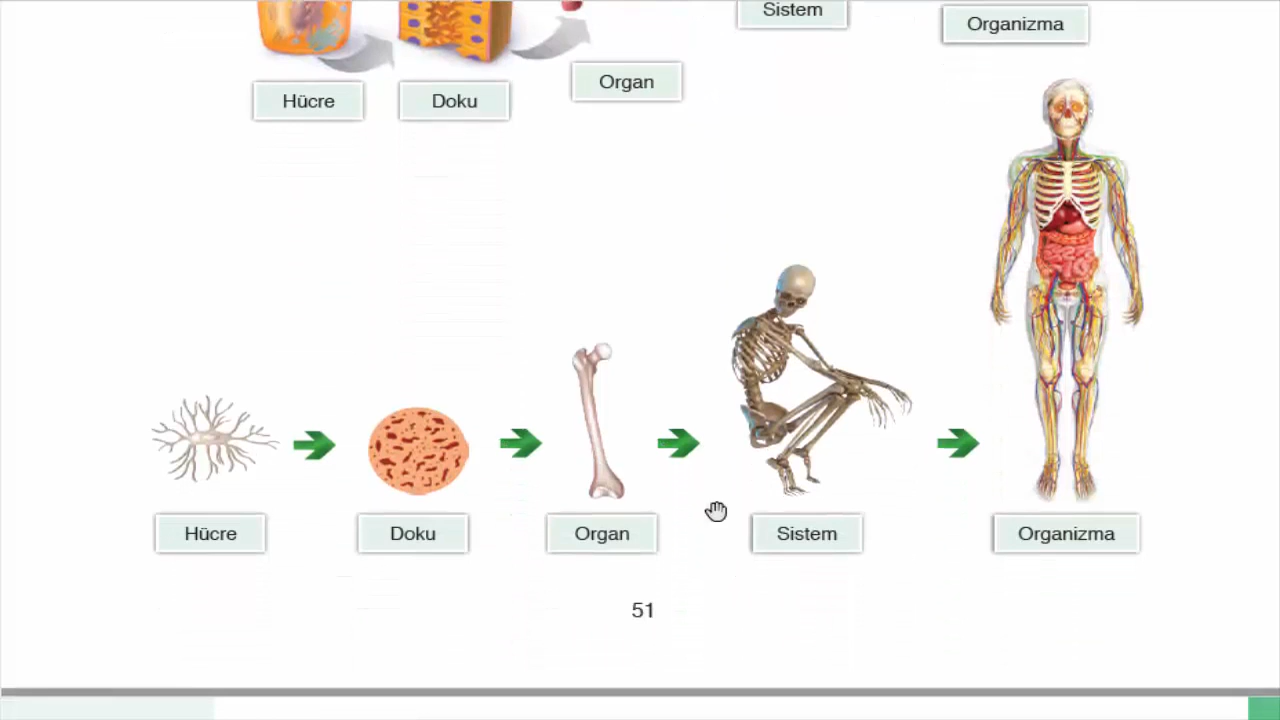 Sistem
Organizma
Organ
Hücre
Doku
Hücre
Doku
Organ
Sistem
Organizma
51